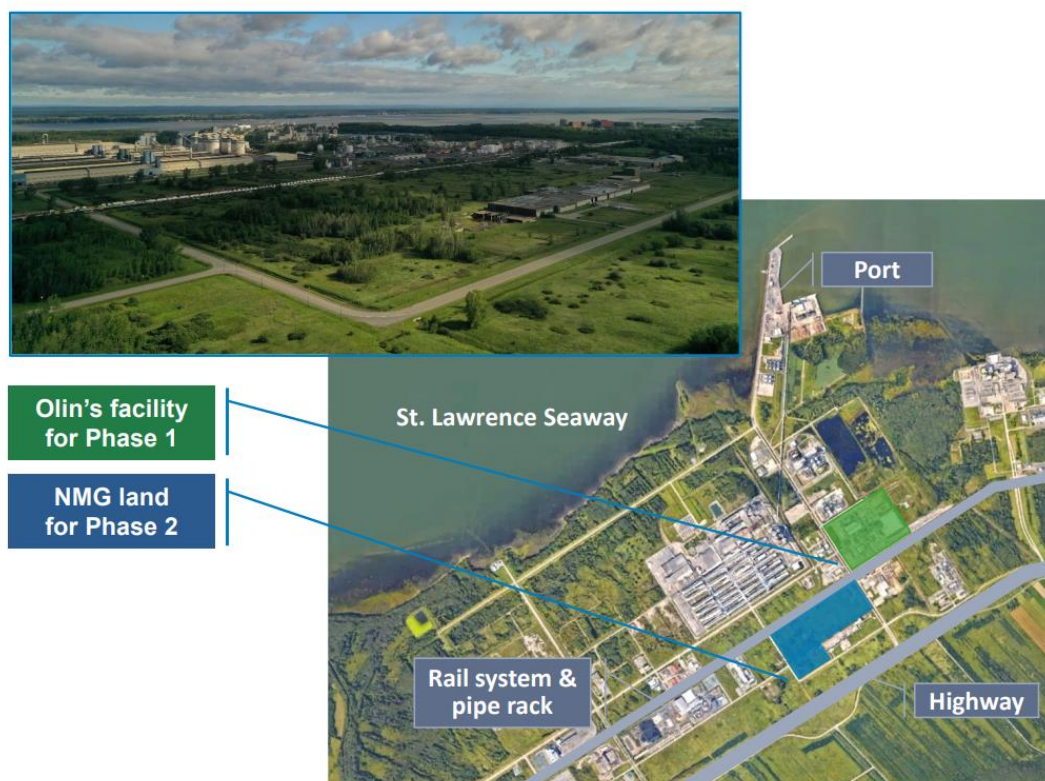 Port
Olin's facility
for Phase 1
St. Lawrence Seaway
NMG land
for Phase 2
Rail system &
pipe rack
Highway